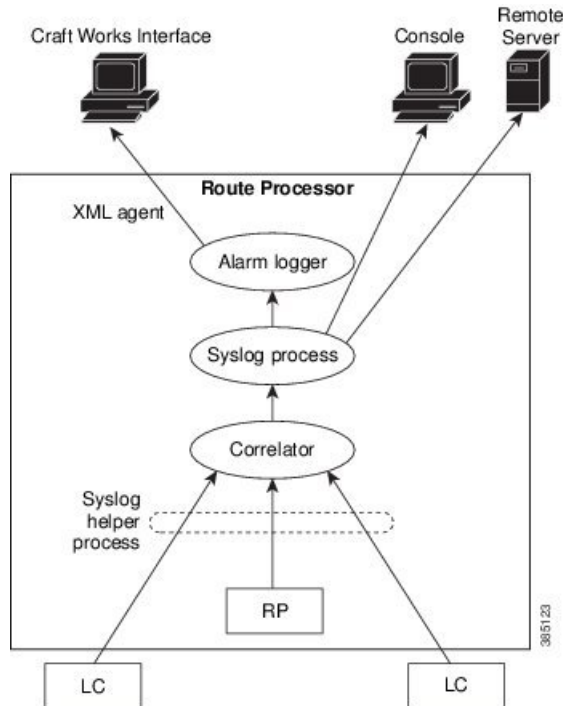 Craft Works Interface
Console
Remote
Server
Route Processor
XML agent
Alarm logger
Syslog process
Correlator
Syslog
helper
process
RP
LC
LC
385123